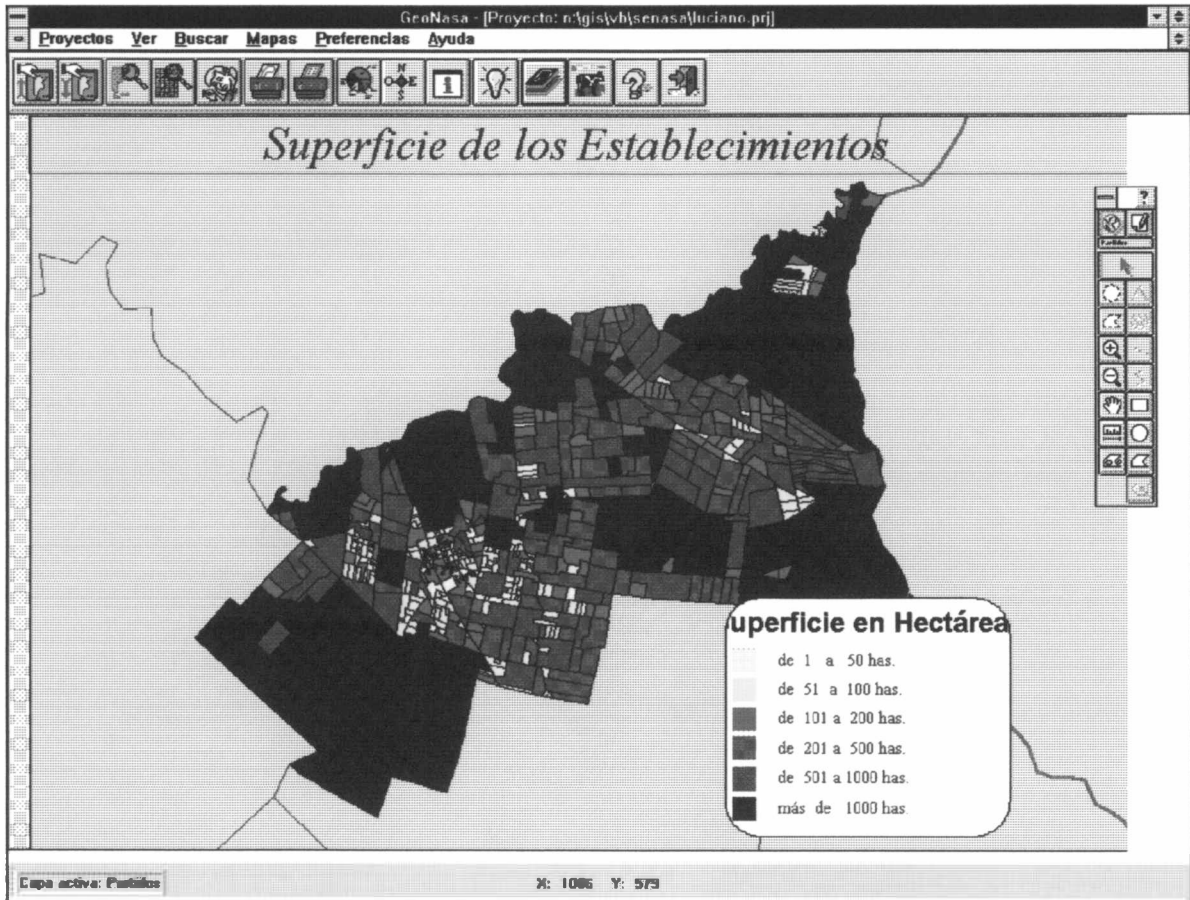 GeoNasa - [Proyecto: n:\gis\vb\senasa\luciano.prj]
Proyectos Ver Buscar Mapas Preferencias Ayuda
N
E
S
i
?
Superficie de los Establecimientos
Partidos
uperficie en Hectárea
de 1 a 50 has.
de 51 a 100 has.
de 101 a 200 has.
de 201 a 500 has.
de 501 a 1000 has.
más de 1000 has.
Capa activa: Partidos
X: 1086 Y: 579